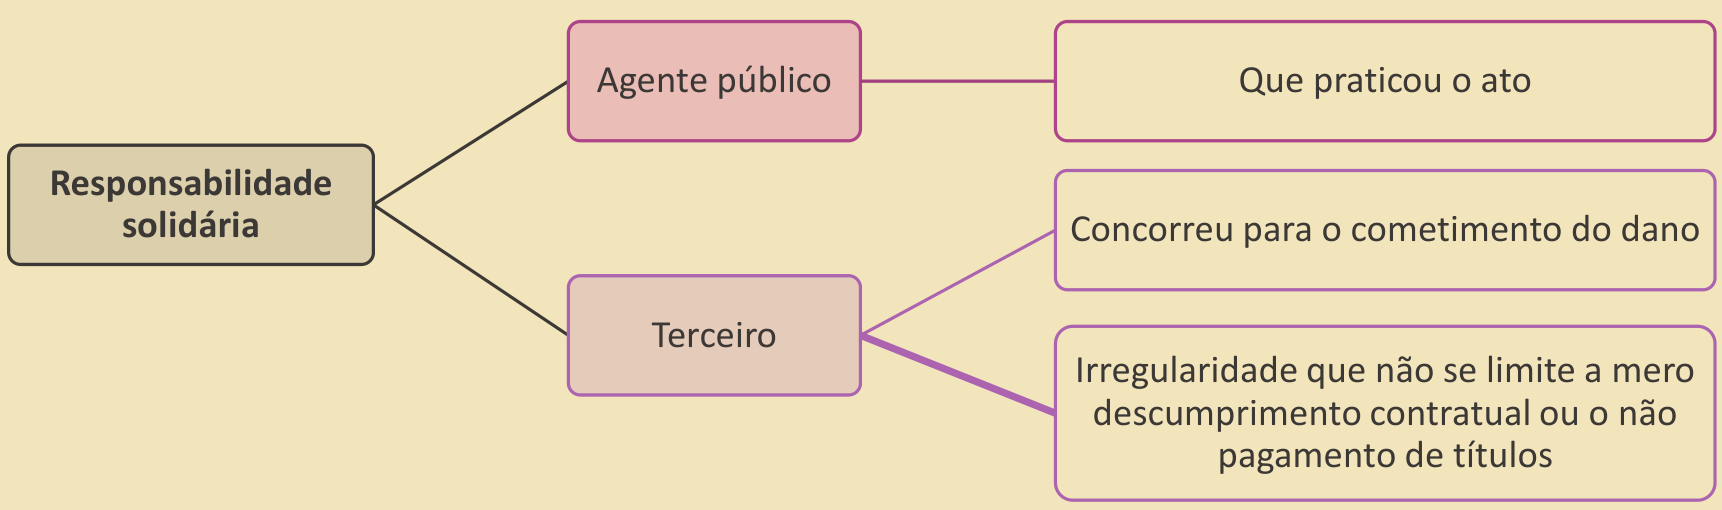 Responsabilidade
solidária
Agente público
Que praticou o ato
Terceiro
Concorreu para o cometimento do dano
Irregularidade que não se limite a mero
descumprimento contratual ou o não
pagamento de títulos